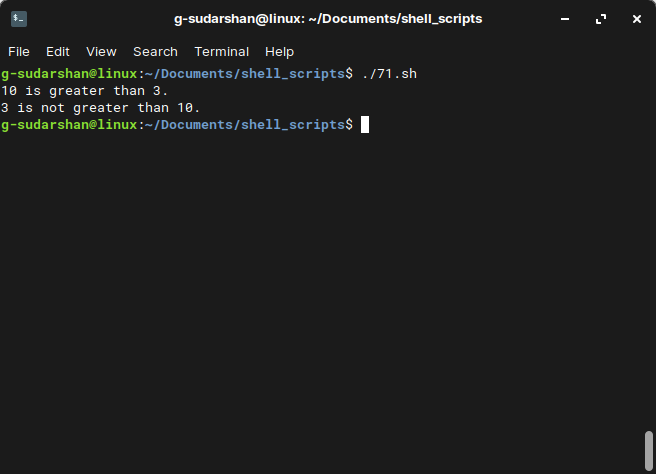 g-sudarshan@linux: ~/Documents/shell_scripts
File Edit View Search Terminal Help
g-sudarshan@linux:~/Documents/shell_scripts$ ./71.sh
10 is greater than 3.
3 is not greater than 10.
g-sudarshan@linux:~/Documents/shell_scripts$